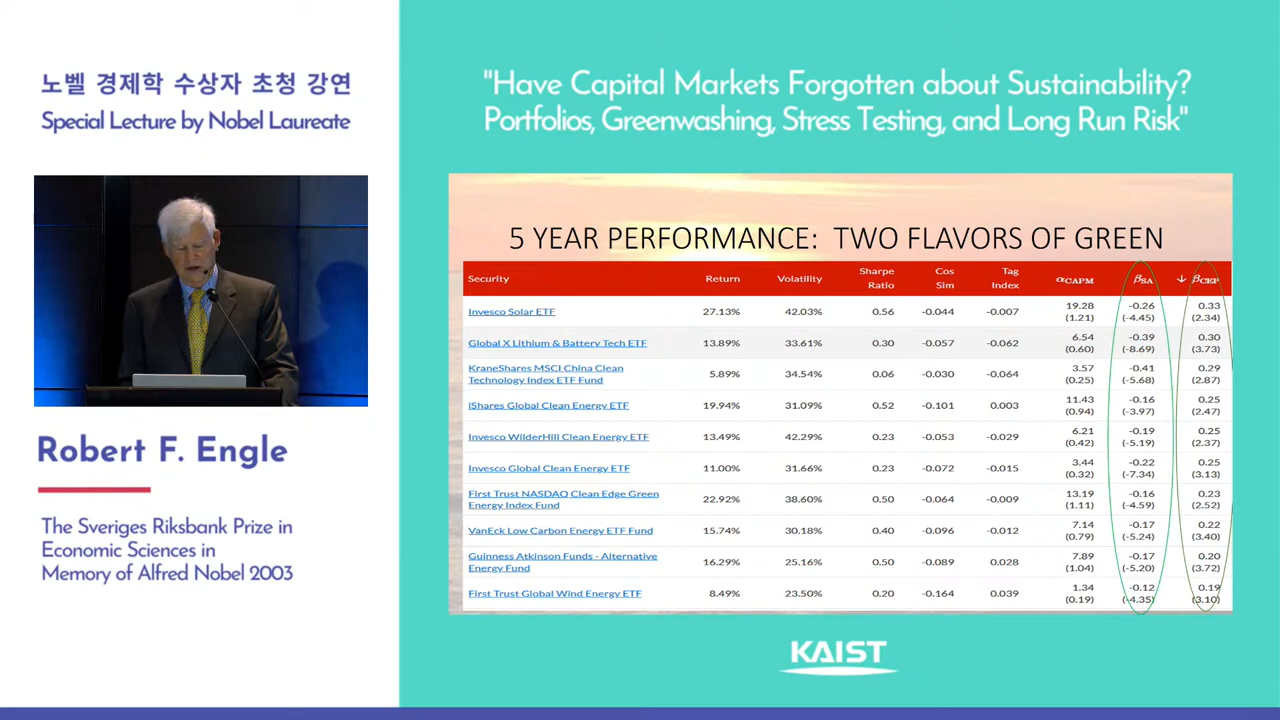 노벨 경제학 수상자 초청 강연
Special Lecture by Nobel Laureate
Robert F. Engle
The Sveriges Riksbank Prize in
Economic Sciences in
Memory of Alfred Nobel 2003
"Have Capital Markets Forgotten about Sustainability?
Portfolios, Greenwashing, Stress Testing, and Long Run Risk"
5 YEAR PERFORMANCE: TWO FLAVORS OF GREEN
Security Return Volatility Sharpe Ratio Cos Sim Tag Index αCAPM βSA ↓ βCEP
Invesco Solar ETF 27.13% 42.03% 0.56 -0.044 -0.007 19.28 (1.21) -0.26 (-4.45) 0.33 (2.34)
Global X Lithium & Battery Tech ETF 13.89% 33.61% 0.30 -0.057 -0.062 6.54 (0.60) -0.39 (-8.69) 0.30 (3.73)
KraneShares MSCI China Clean Technology Index ETF Fund 5.89% 34.54% 0.06 -0.030 -0.064 3.57 (0.25) -0.41 (-5.68) 0.29 (2.87)
iShares Global Clean Energy ETF 19.94% 31.09% 0.52 -0.101 0.003 11.43 (0.94) -0.16 (-3.97) 0.25 (2.47)
Invesco WilderHill Clean Energy ETF 13.49% 42.29% 0.23 -0.053 -0.029 6.21 (0.42) -0.19 (-5.19) 0.25 (2.37)
Invesco Global Clean Energy ETF 11.00% 31.66% 0.23 -0.072 -0.015 3.44 (0.32) -0.22 (-7.34) 0.25 (3.13)
First Trust NASDAQ Clean Edge Green Energy Index Fund 22.92% 38.60% 0.50 -0.064 -0.009 13.19 (1.11) -0.16 (-4.59) 0.23 (2.52)
VanEck Low Carbon Energy ETF Fund 15.74% 30.18% 0.40 -0.096 -0.012 7.14 (0.79) -0.17 (-5.24) 0.22 (3.40)
Guinness Atkinson Funds - Alternative Energy Fund 16.29% 25.16% 0.50 -0.089 0.028 7.89 (1.04) -0.17 (-5.20) 0.20 (3.72)
First Trust Global Wind Energy ETF 8.49% 23.50% 0.20 -0.164 0.039 1.34 (0.19) -0.12 (-4.35) 0.19 (3.10)
KAIST